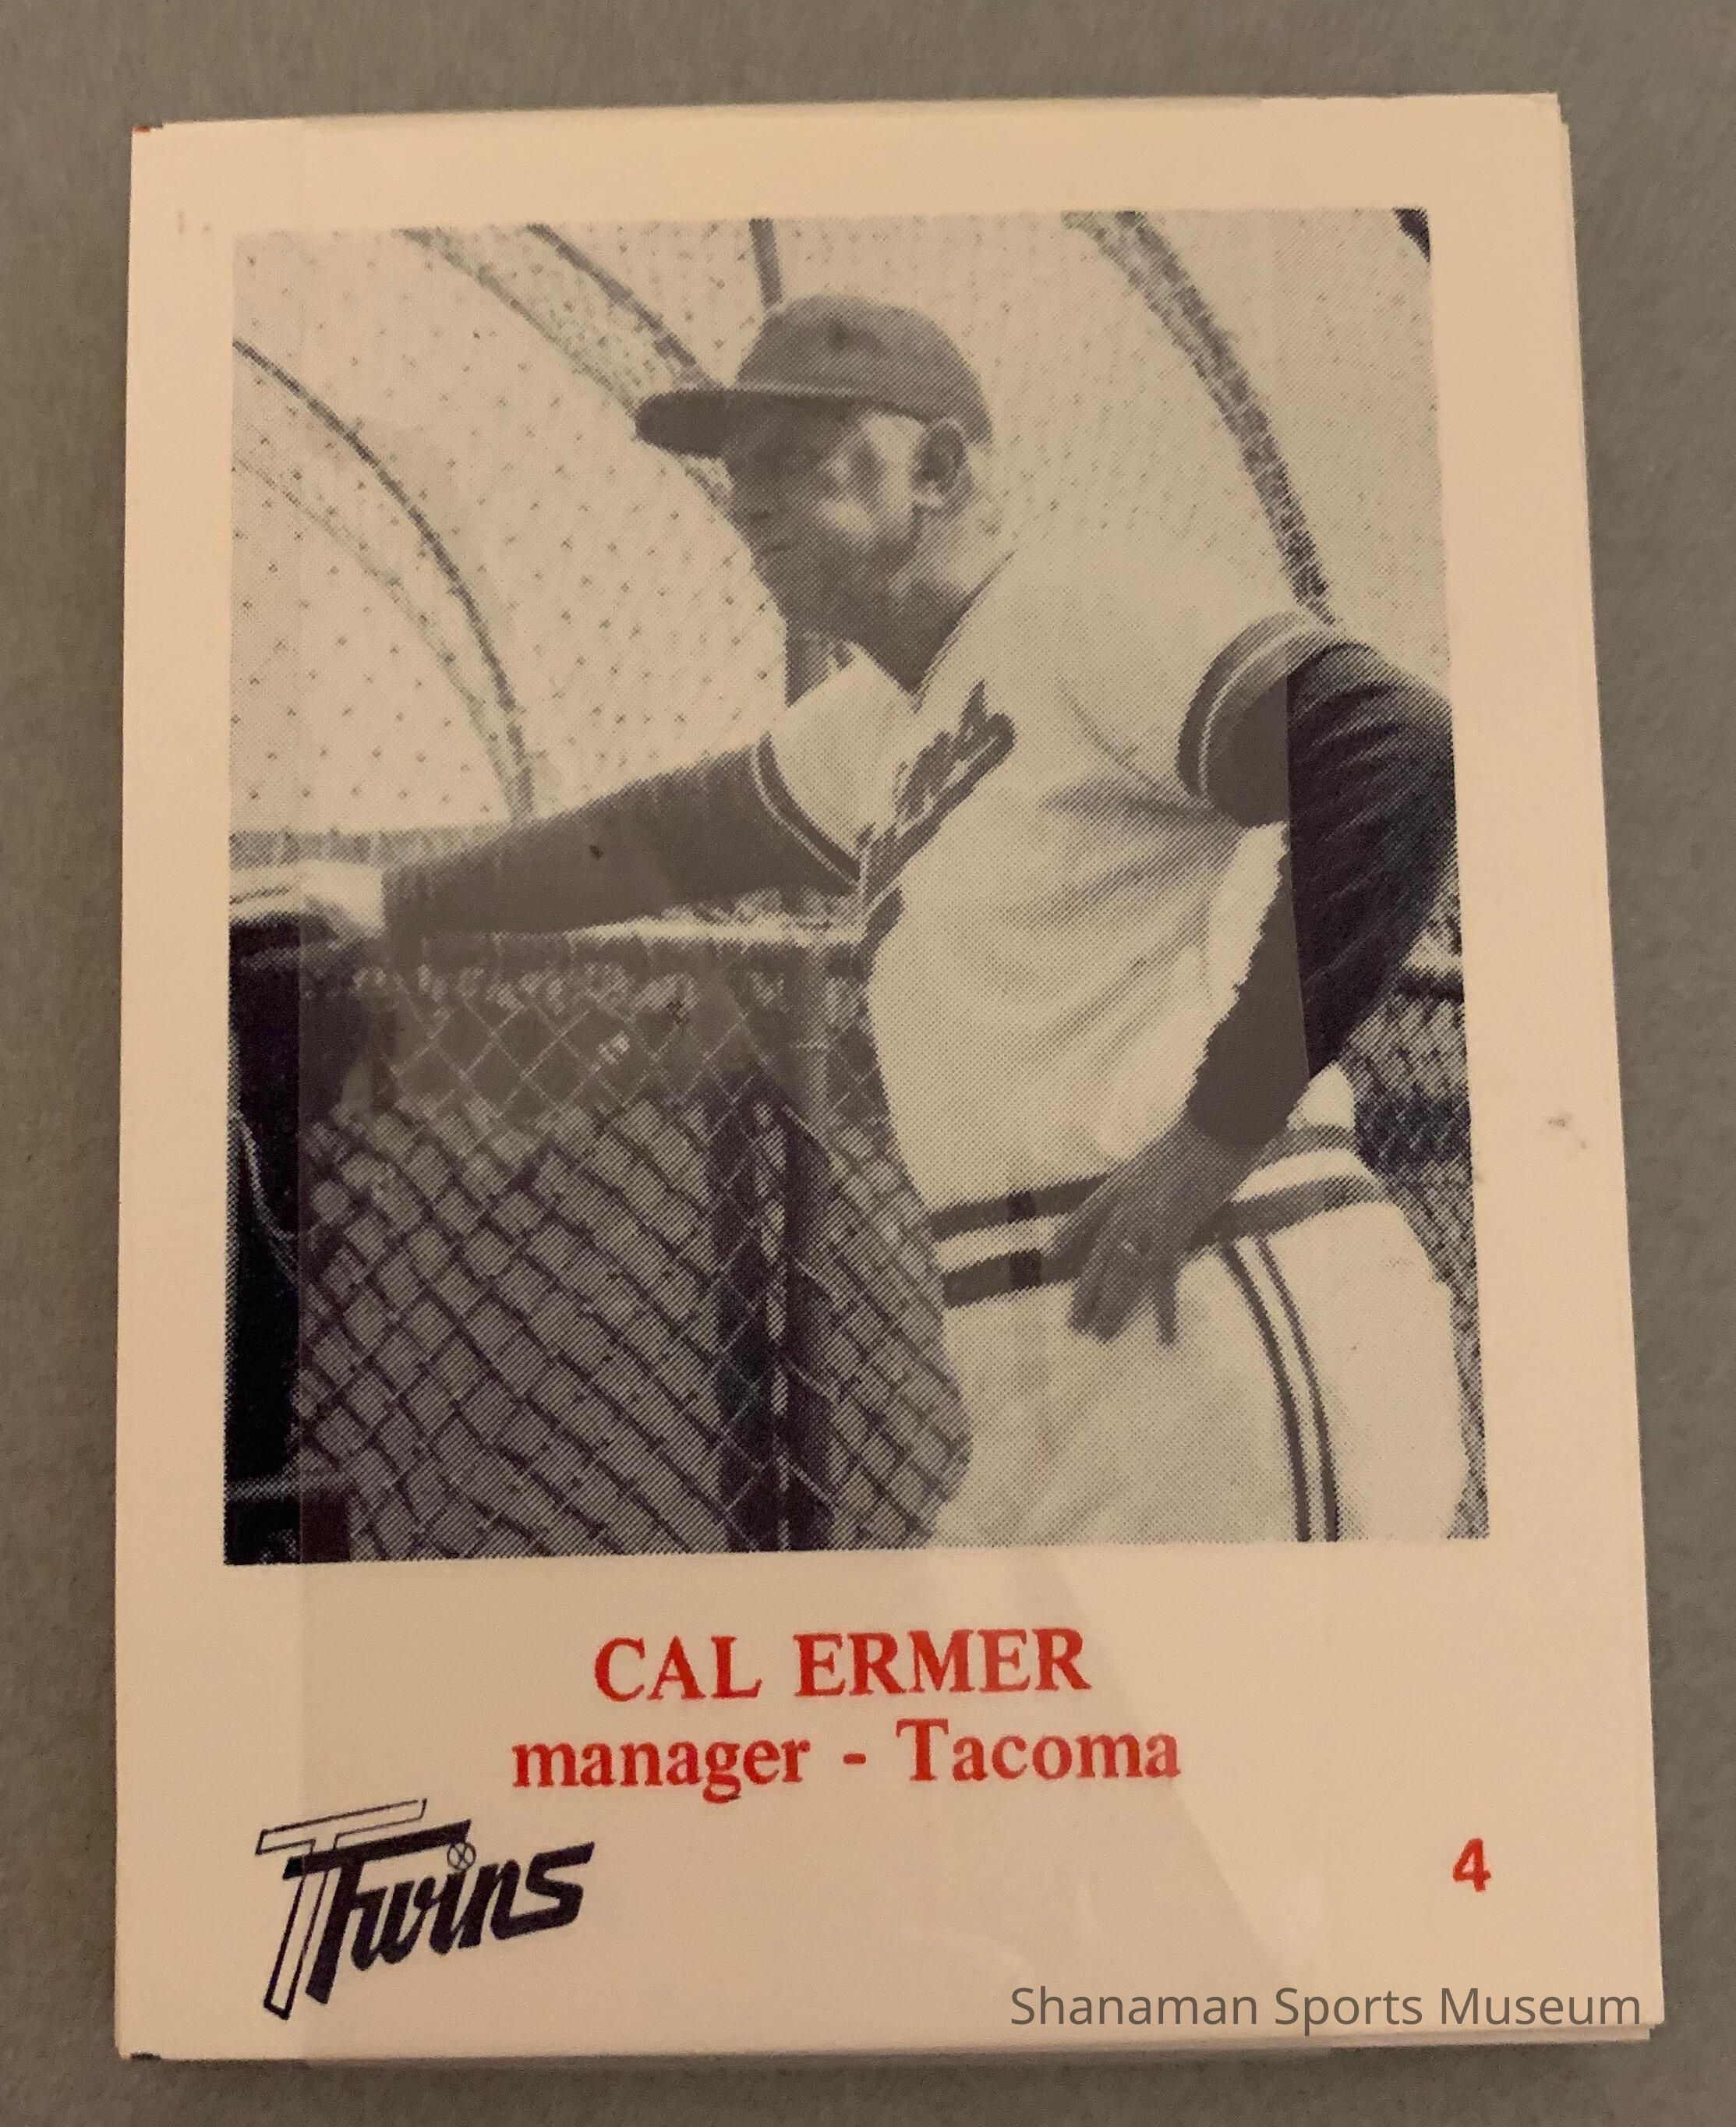 CAL ERMER
manager - Tacoma
Twins
4
Shanaman Sports Museum